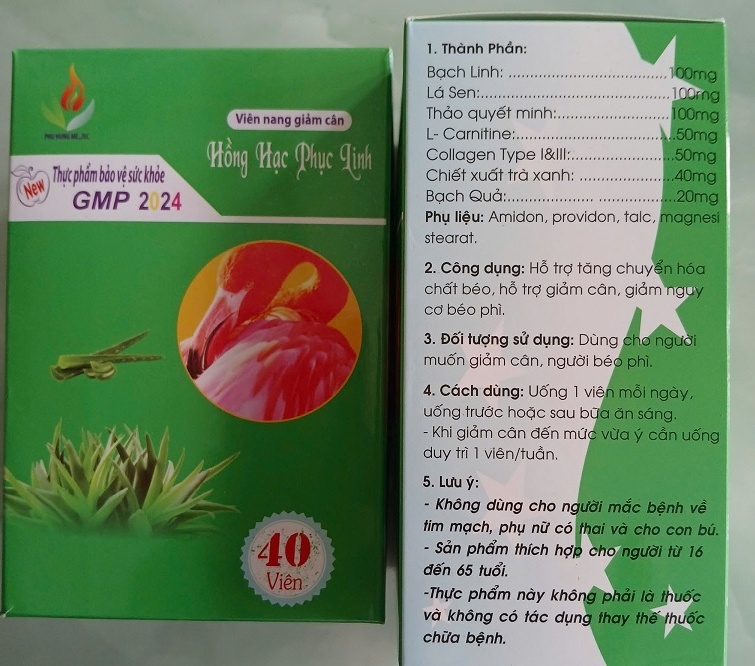 PHU HUNG MD.,JSC
Viên nang giảm cân
Hồng Hạc Phục Linh
New
Thực phẩm bảo vệ sức khỏe
GMP 2024
40
Viên
1. Thành Phần:
Bạch Linh: ....................................100mg
Lá Sen:............................................100mg
Thảo quyết minh:..........................100mg
L- Carnitine:....................................50mg
Collagen Type I&III:.......................50mg
Chiết xuất trà xanh: .....................40mg
Bạch Quả:................... ...................20mg
Phụ liệu: Amidon, providon, talc, magnesi
stearat.
2. Công dụng: Hỗ trợ tăng chuyển hóa
chất béo, hỗ trợ giảm cân, giảm nguy
cơ béo phì.
3. Đối tượng sử dụng: Dùng cho người
muốn giảm cân, người béo phì.
4. Cách dùng: Uống 1 viên mỗi ngày,
uống trước hoặc sau bữa ăn sáng.
- Khi giảm cân đến mức vừa ý cần uống
duy trì 1 viên/tuần.
5. Lưu ý:
- Không dùng cho người mắc bệnh về
tim mạch, phụ nữ có thai và cho con bú.
- Sản phẩm thích hợp cho người từ 16
đến 65 tuổi.
-Thực phẩm này không phải là thuốc
và không có tác dụng thay thế thuốc
chữa bệnh.